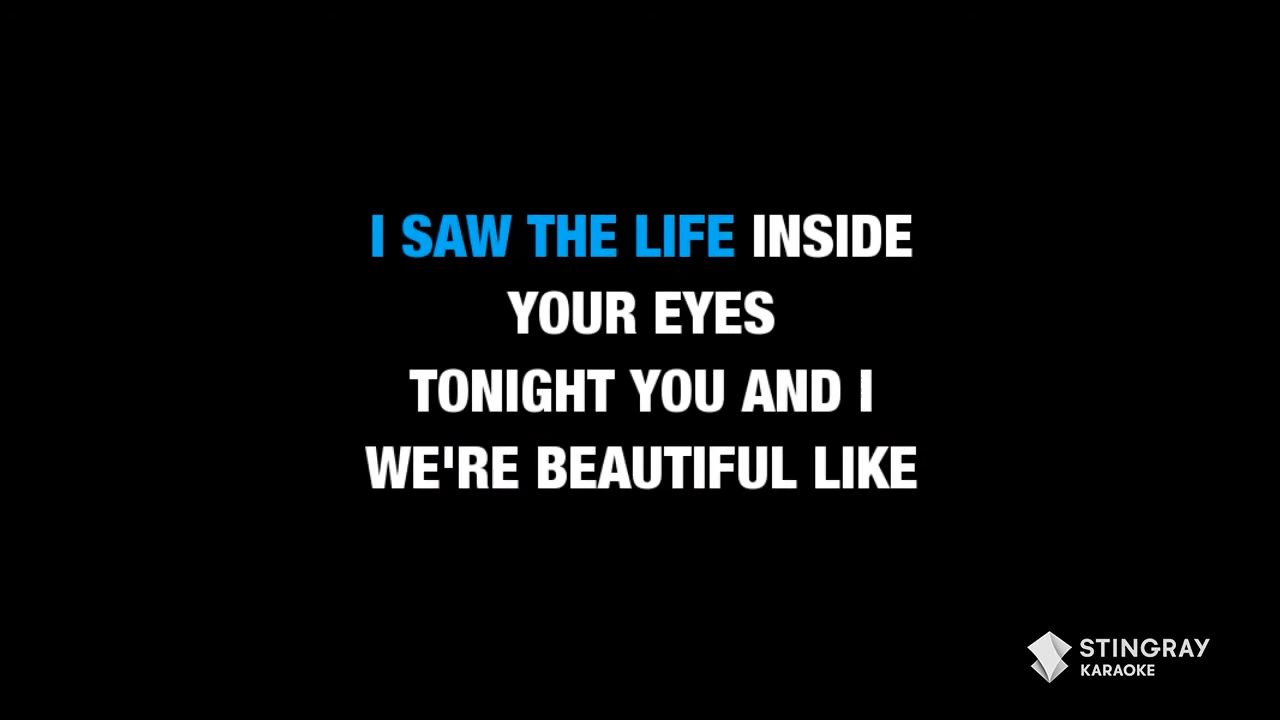 I SAW THE LIFE INSIDE
YOUR EYES
TONIGHT YOU AND I
WE'RE BEAUTIFUL LIKE
STINGRAY
KARAOKE